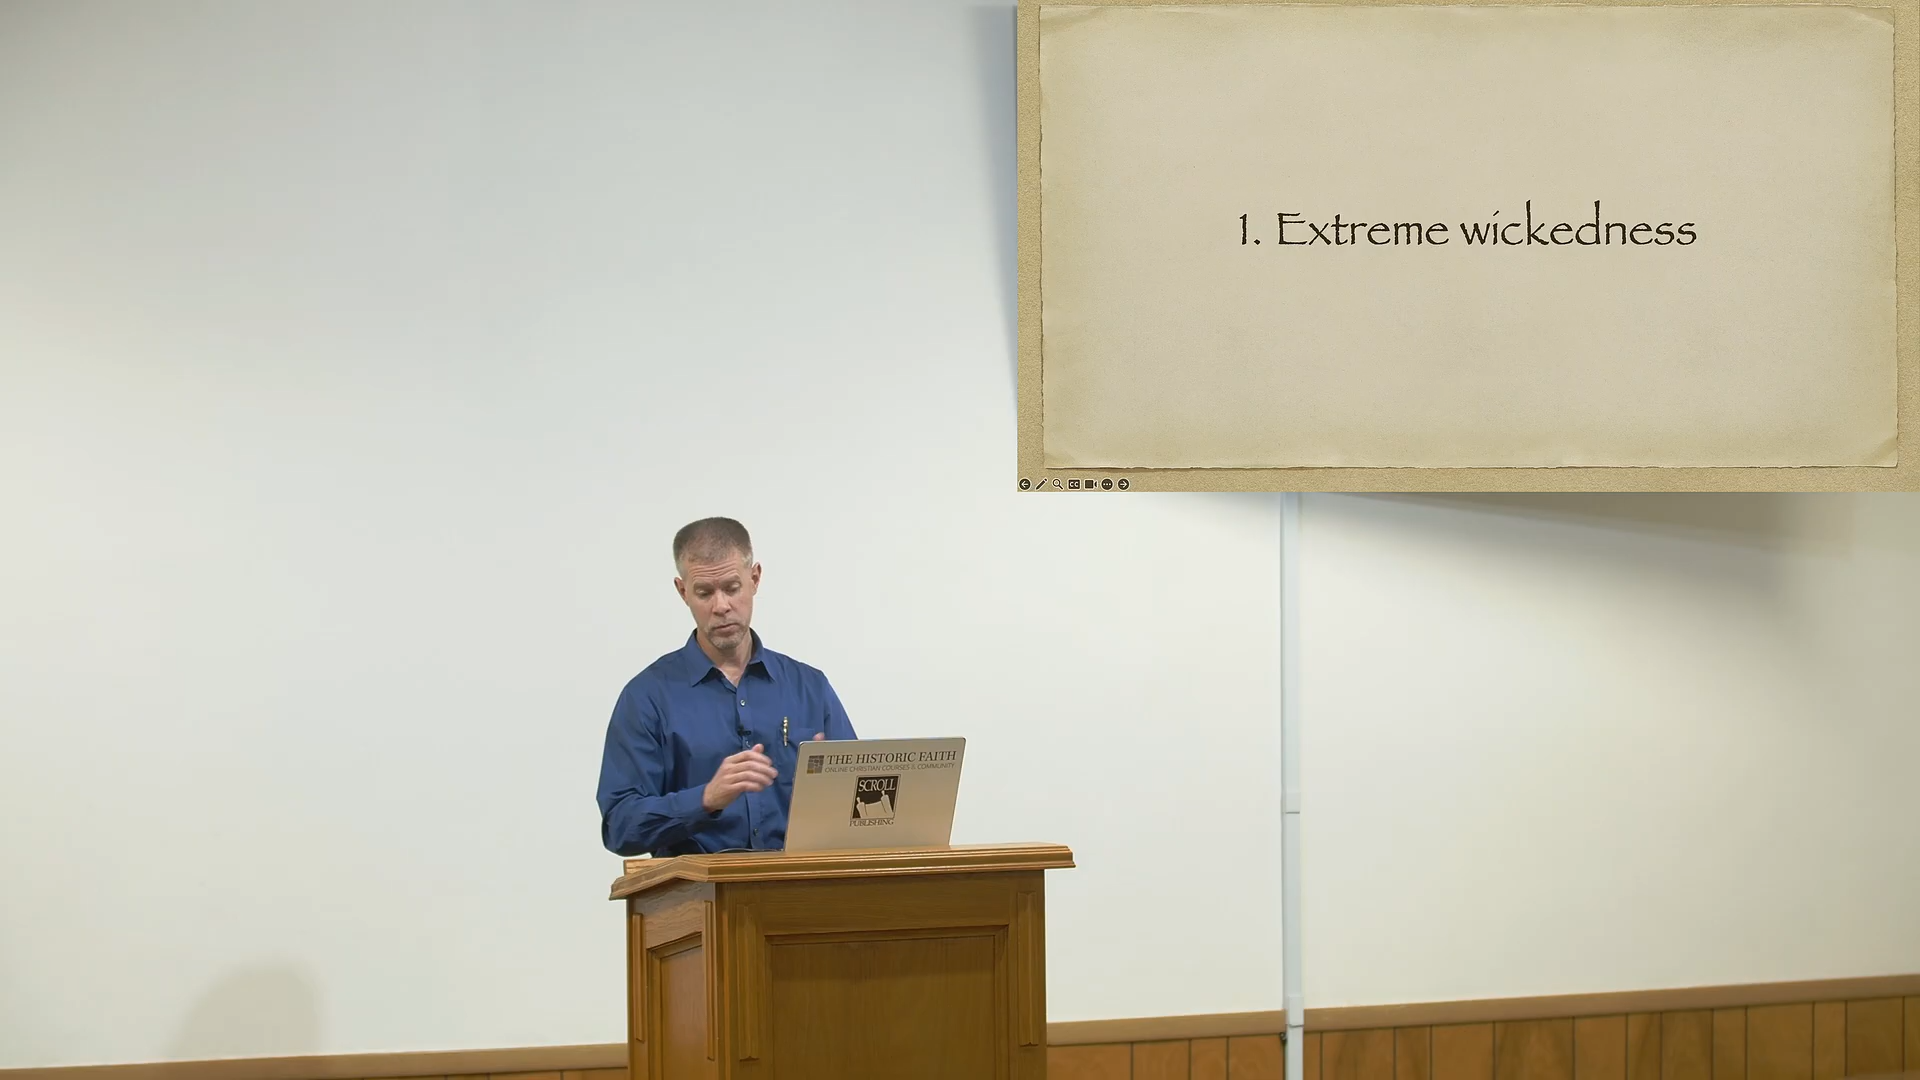 1. Extreme wickedness
THE HISTORIC FAITH
ONLINE CHRISTIAN COURSES & COMMUNITY
SCROLL
PUBLISHING